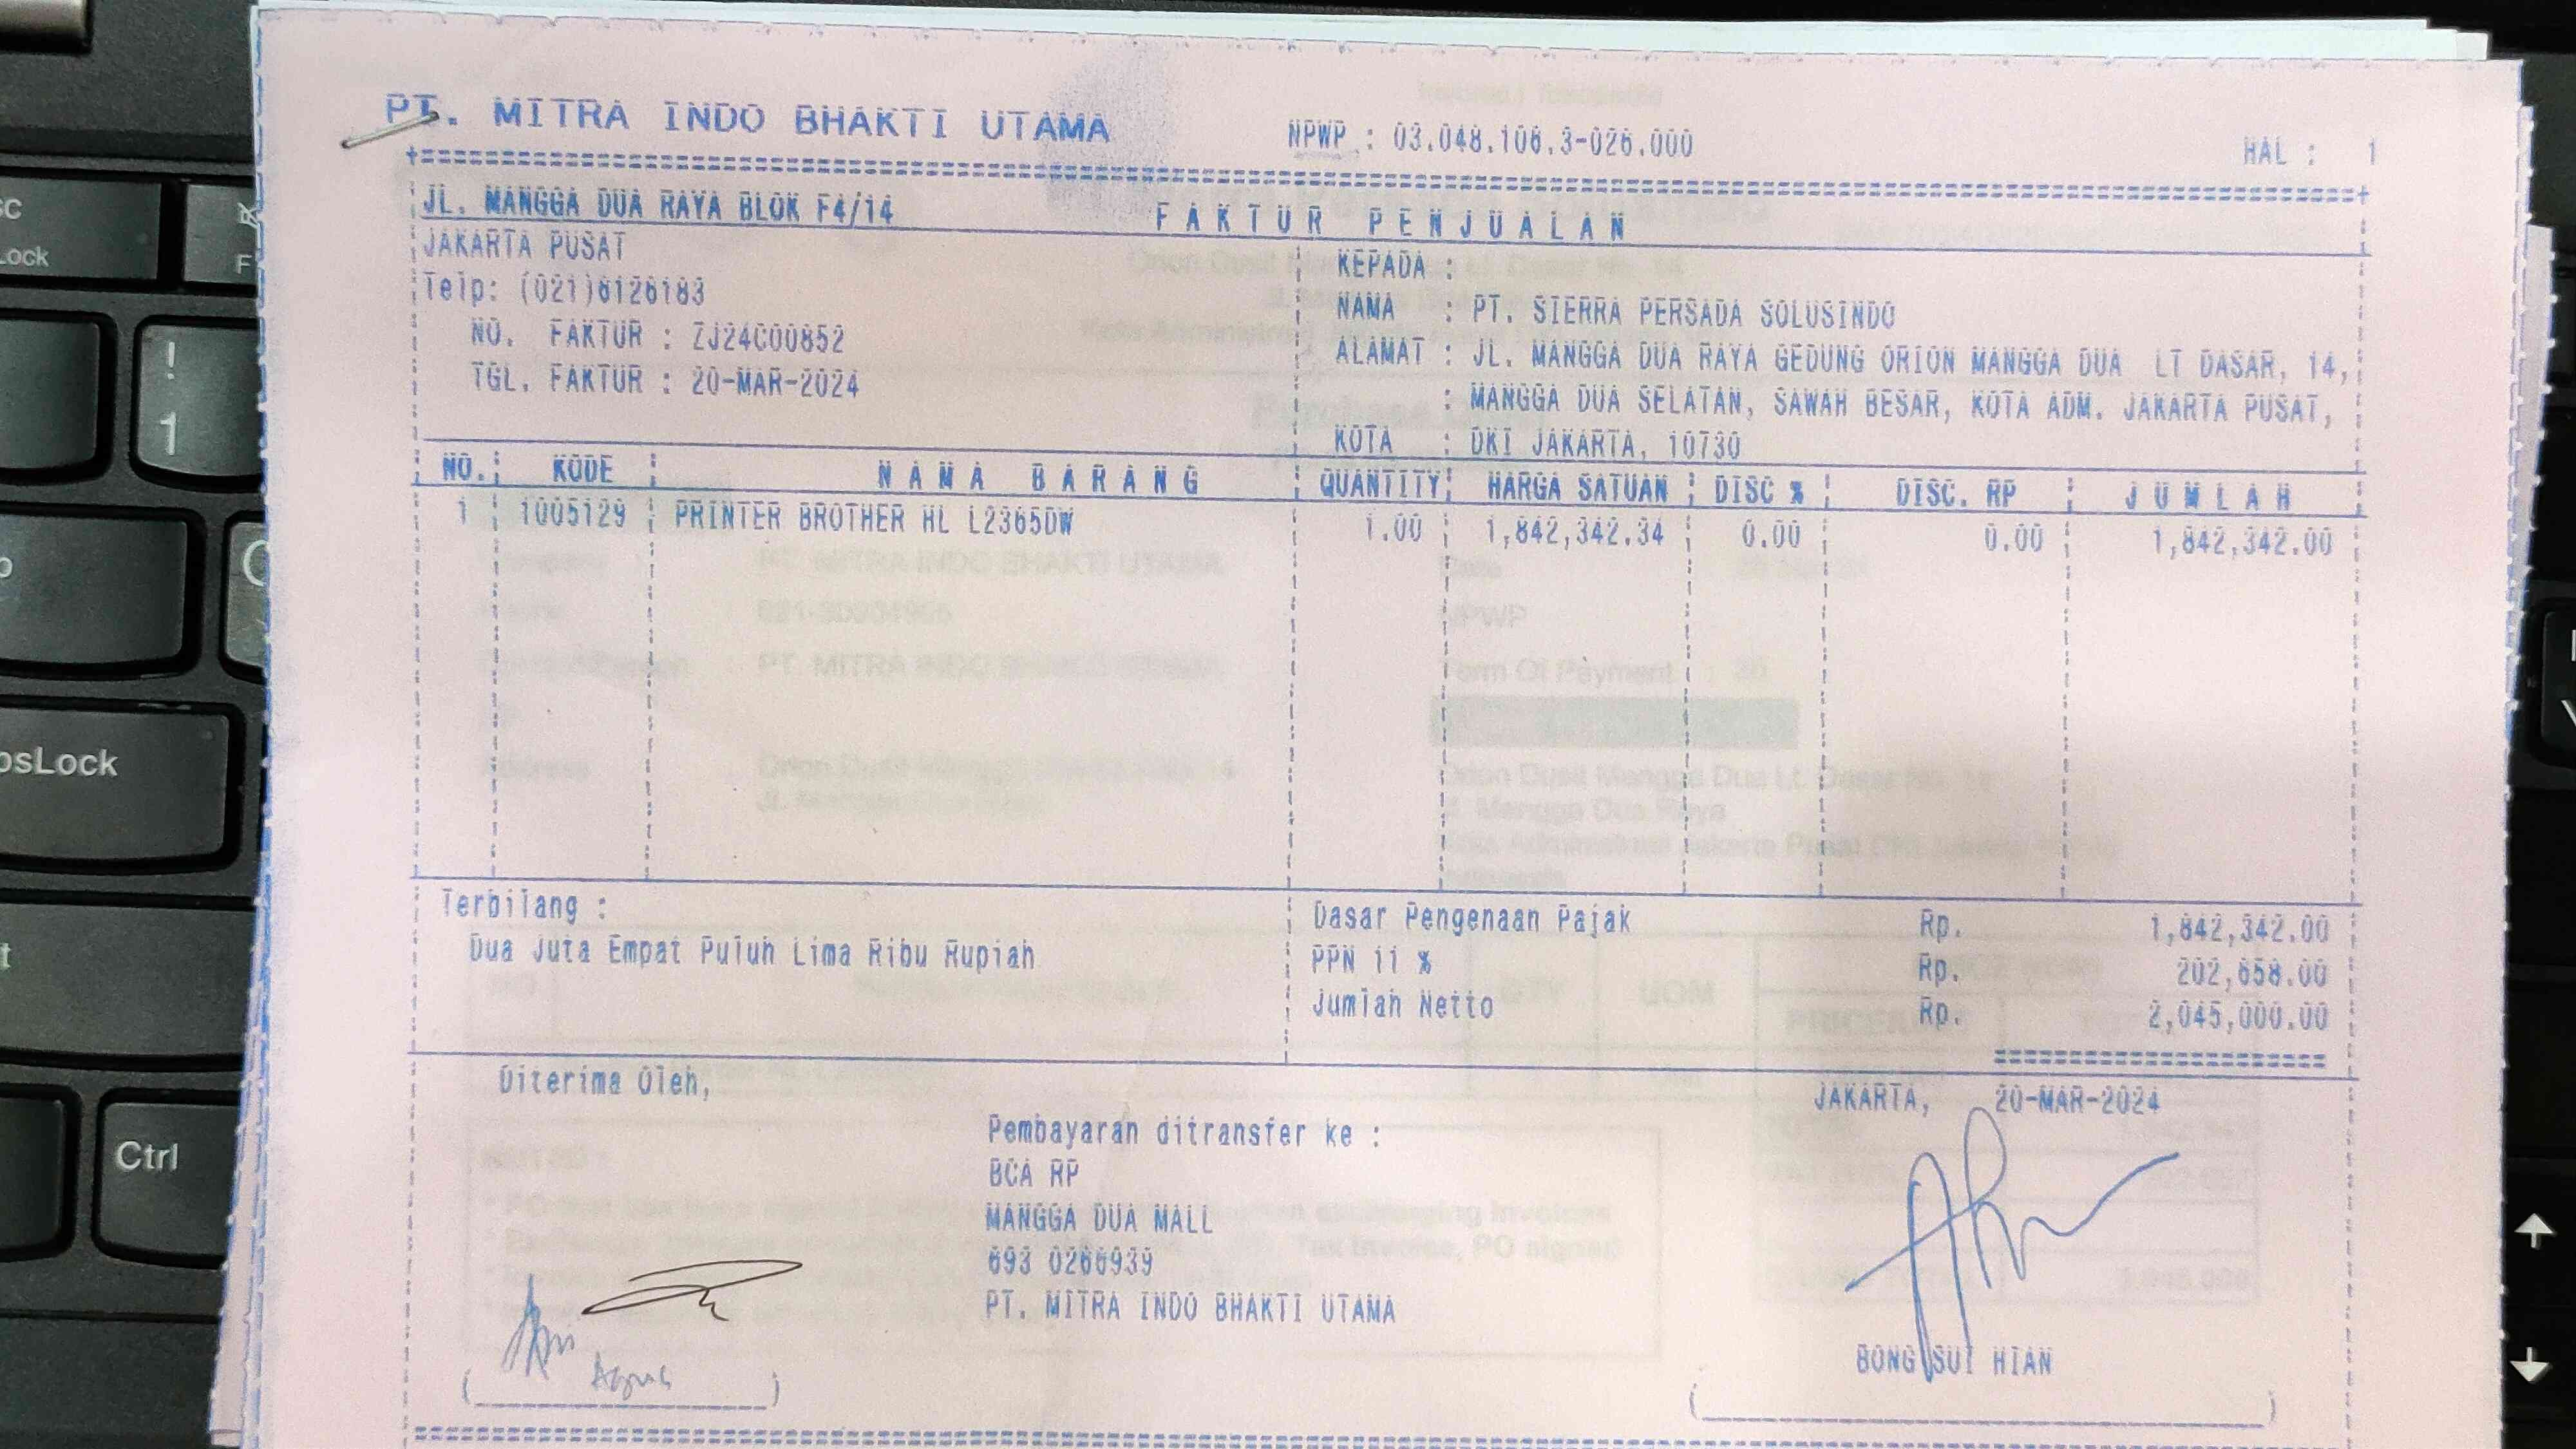 PT. MITRA INDO BHAKTI UTAMA
NPWP : 03.048.106.3-026.000
HAL : 1
JL. MANGGA DUA RAYA BLOK F4/14
FAKTUR PENJUALAN
JAKARTA PUSAT
Telp: (021)6126183
NO. FAKTUR : ZJ24C00852
TGL. FAKTUR : 20-MAR-2024
KEPADA :
NAMA : PT. SIERRA PERSADA SOLUSINDO
ALAMAT : JL. MANGGA DUA RAYA GEDUNG ORION MANGGA DUA LT DASAR, 14,
: MANGGA DUA SELATAN, SAWAH BESAR, KOTA ADM. JAKARTA PUSAT,
KOTA : DKI JAKARTA, 10730
NO. KODE NAMA BARANG QUANTITY HARGA SATUAN DISC % DISC. RP JUMLAH
1 1005129 PRINTER BROTHER HL L2365DW 1.00 1,842,342.34 0.00 0.00 1,842,342.00
Terbilang :
Dua Juta Empat Puluh Lima Ribu Rupiah
Dasar Pengenaan Pajak Rp. 1,842,342.00
PPN 11 % Rp. 202,658.00
Jumlah Netto Rp. 2,045,000.00
Diterima Oleh,
JAKARTA, 20-MAR-2024
Pembayaran ditransfer ke :
BCA RP
MANGGA DUA MALL
693 0266939
PT. MITRA INDO BHAKTI UTAMA
Agus
BONG SUI HIAN
! 1
osLock
Ctrl